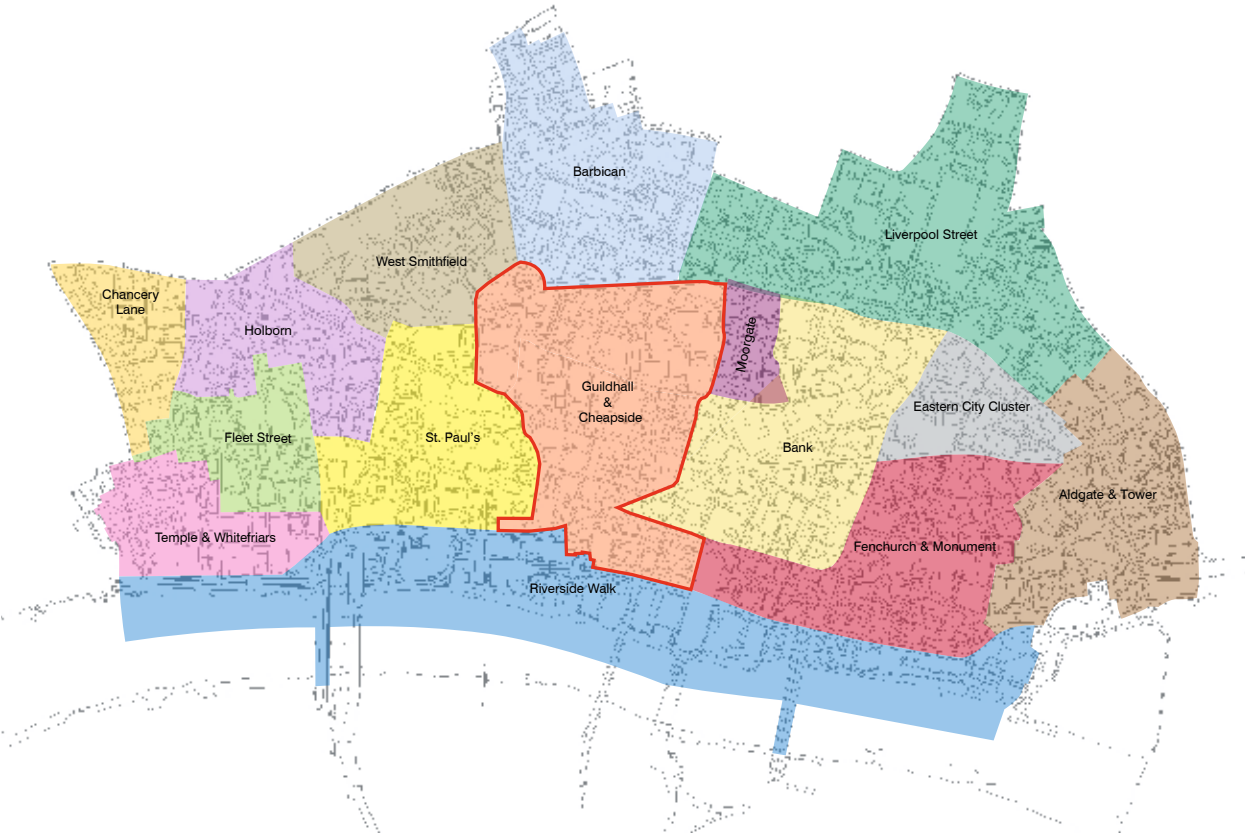 Barbican
Liverpool Street
West Smithfield
Chancery
Lane
Holborn
Moorgate
Guildhall
&
Cheapside
Eastern City Cluster
Fleet Street
St. Paul's
Bank
Aldgate & Tower
Temple & Whitefriars
Fenchurch & Monument
Riverside Walk